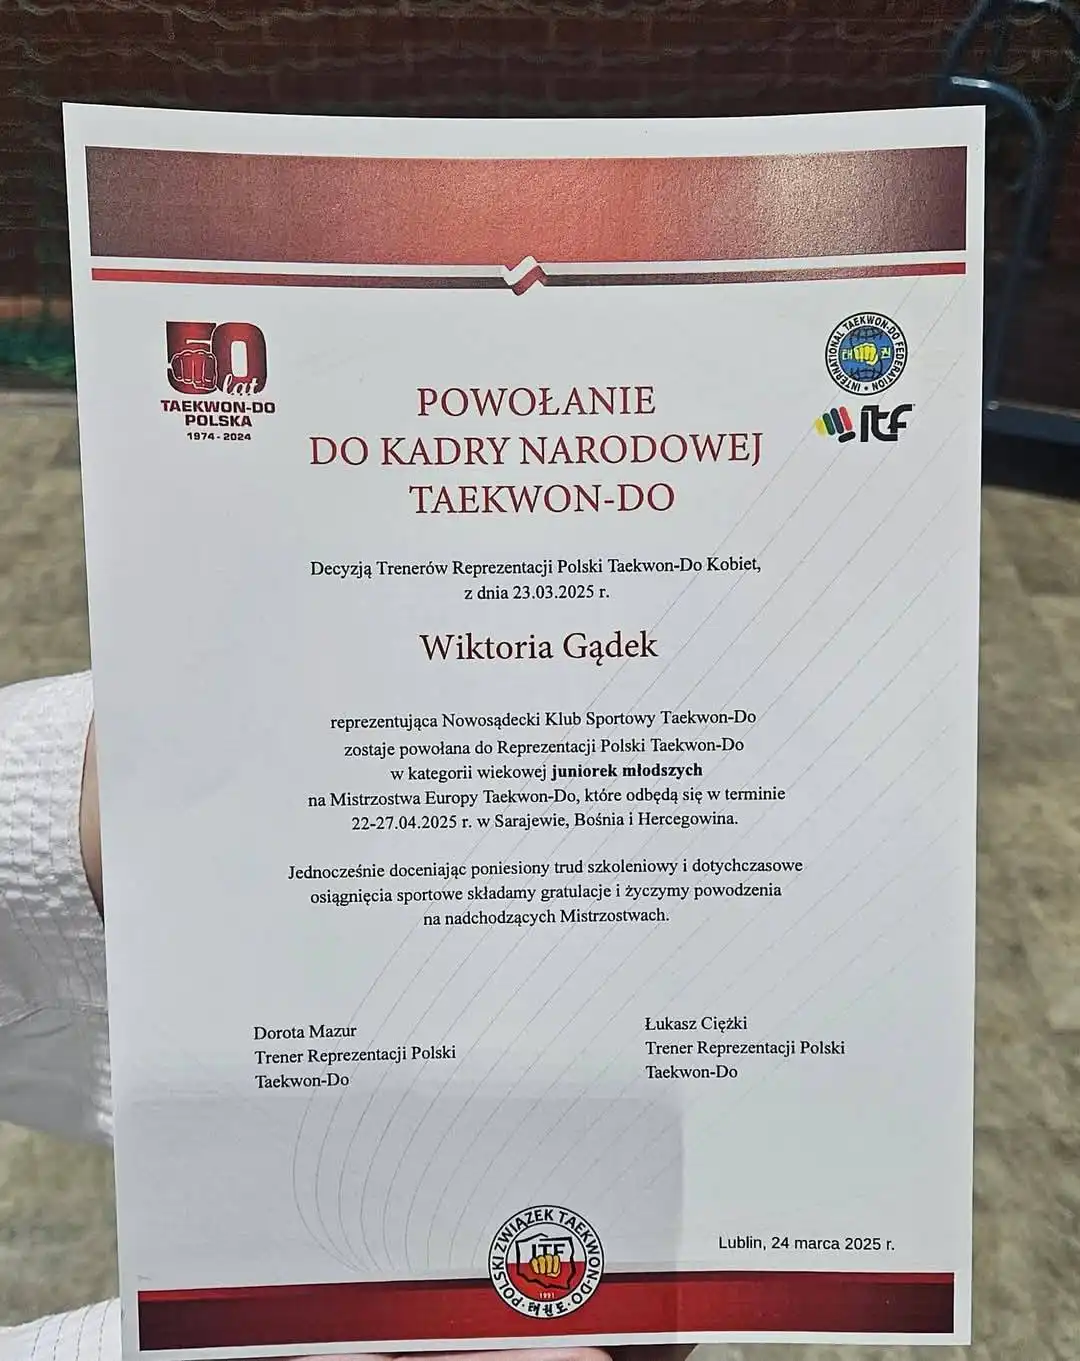 50
lat
TAEKWON-DO
POLSKA
1974 - 2024
INTERNATIONAL TAEKWON-DO FEDERATION
itf
POWOŁANIE
DO KADRY NARODOWEJ
TAEKWON-DO
Decyzją Trenerów Reprezentacji Polski Taekwon-Do Kobiet,
z dnia 23.03.2025 r.
Wiktoria Gądek
reprezentująca Nowosądecki Klub Sportowy Taekwon-Do
zostaje powołana do Reprezentacji Polski Taekwon-Do
w kategorii wiekowej juniorek młodszych
na Mistrzostwa Europy Taekwon-Do, które odbędą się w terminie
22-27.04.2025 r. w Sarajewie, Bośnia i Hercegowina.
Jednocześnie doceniając poniesiony trud szkoleniowy i dotychczasowe
osiągnięcia sportowe składamy gratulacje i życzymy powodzenia
na nadchodzących Mistrzostwach.
Dorota Mazur
Trener Reprezentacji Polski
Taekwon-Do
Łukasz Ciężki
Trener Reprezentacji Polski
Taekwon-Do
POLSKI ZWIĄZEK TAEKWON-DO
ITF
1991
태권도
Lublin, 24 marca 2025 r.